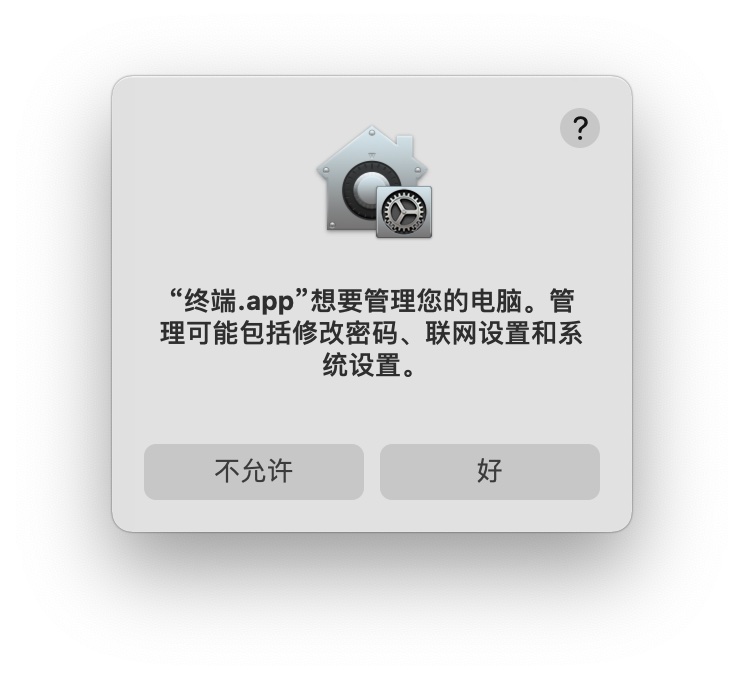 ?
“终端.app”想要管理您的电脑。管
理可能包括修改密码、联网设置和系
统设置。
不允许
好